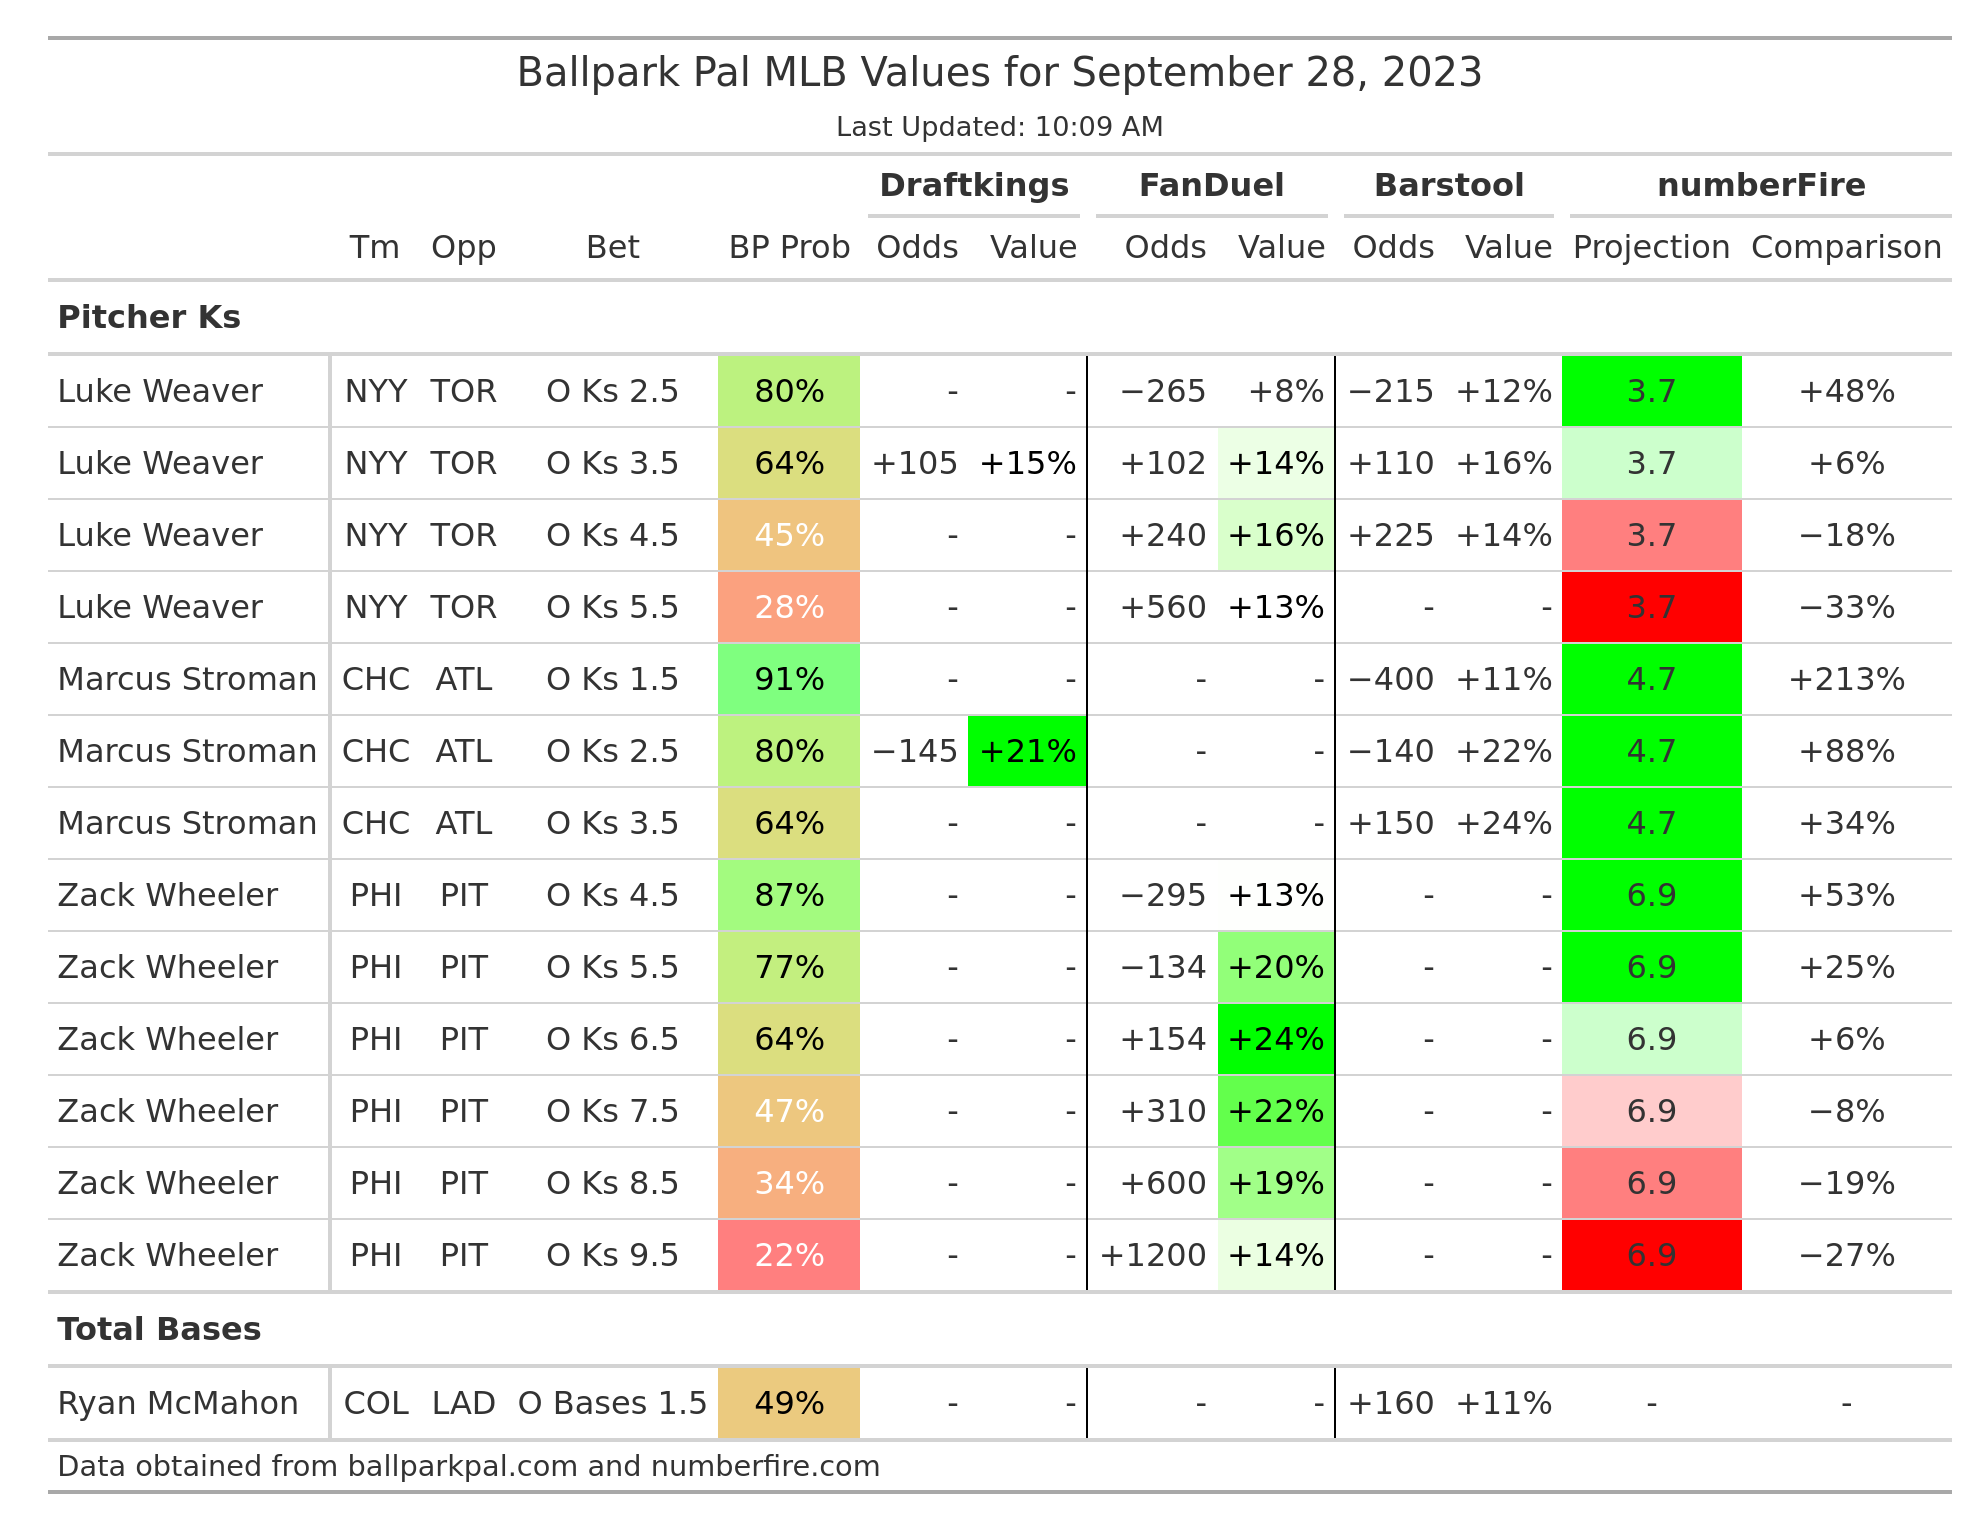 Ballpark Pal MLB Values for September 28, 2023
Last Updated: 10:09 AM
Draftkings FanDuel Barstool numberFire
Tm Opp Bet BP Prob Odds Value Odds Value Odds Value Projection Comparison
Pitcher Ks
Luke Weaver NYY TOR O Ks 2.5 80% - - −265 +8% −215 +12% 3.7 +48%
Luke Weaver NYY TOR O Ks 3.5 64% +105 +15% +102 +14% +110 +16% 3.7 +6%
Luke Weaver NYY TOR O Ks 4.5 45% - - +240 +16% +225 +14% 3.7 −18%
Luke Weaver NYY TOR O Ks 5.5 28% - - +560 +13% - - 3.7 −33%
Marcus Stroman CHC ATL O Ks 1.5 91% - - - - −400 +11% 4.7 +213%
Marcus Stroman CHC ATL O Ks 2.5 80% −145 +21% - - −140 +22% 4.7 +88%
Marcus Stroman CHC ATL O Ks 3.5 64% - - - - +150 +24% 4.7 +34%
Zack Wheeler PHI PIT O Ks 4.5 87% - - −295 +13% - - 6.9 +53%
Zack Wheeler PHI PIT O Ks 5.5 77% - - −134 +20% - - 6.9 +25%
Zack Wheeler PHI PIT O Ks 6.5 64% - - +154 +24% - - 6.9 +6%
Zack Wheeler PHI PIT O Ks 7.5 47% - - +310 +22% - - 6.9 −8%
Zack Wheeler PHI PIT O Ks 8.5 34% - - +600 +19% - - 6.9 −19%
Zack Wheeler PHI PIT O Ks 9.5 22% - - +1200 +14% - - 6.9 −27%
Total Bases
Ryan McMahon COL LAD O Bases 1.5 49% - - - - +160 +11% - -
Data obtained from ballparkpal.com and numberfire.com